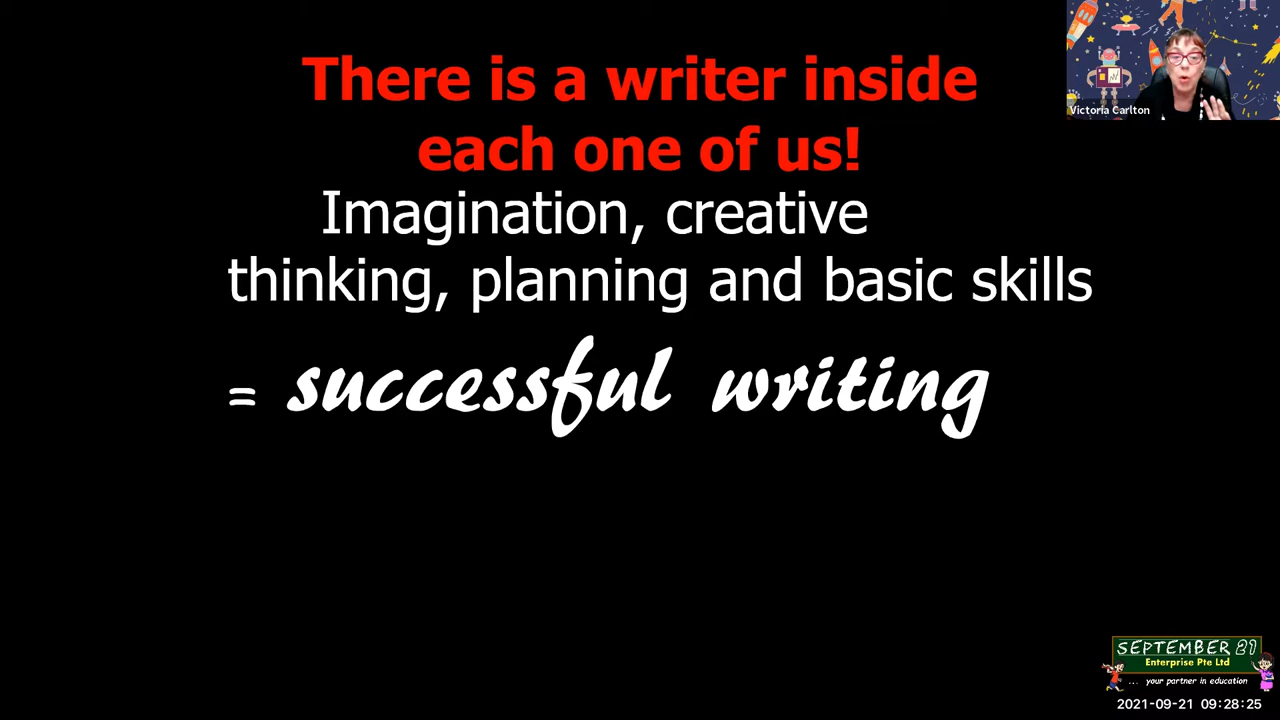 There is a writer inside
each one of us!
Imagination, creative
thinking, planning and basic skills
= successful writing
Victoria Carlton
SEPTEMBER 21
Enterprise Pte Ltd
... your partner in education
2021-09-21 09:28:25